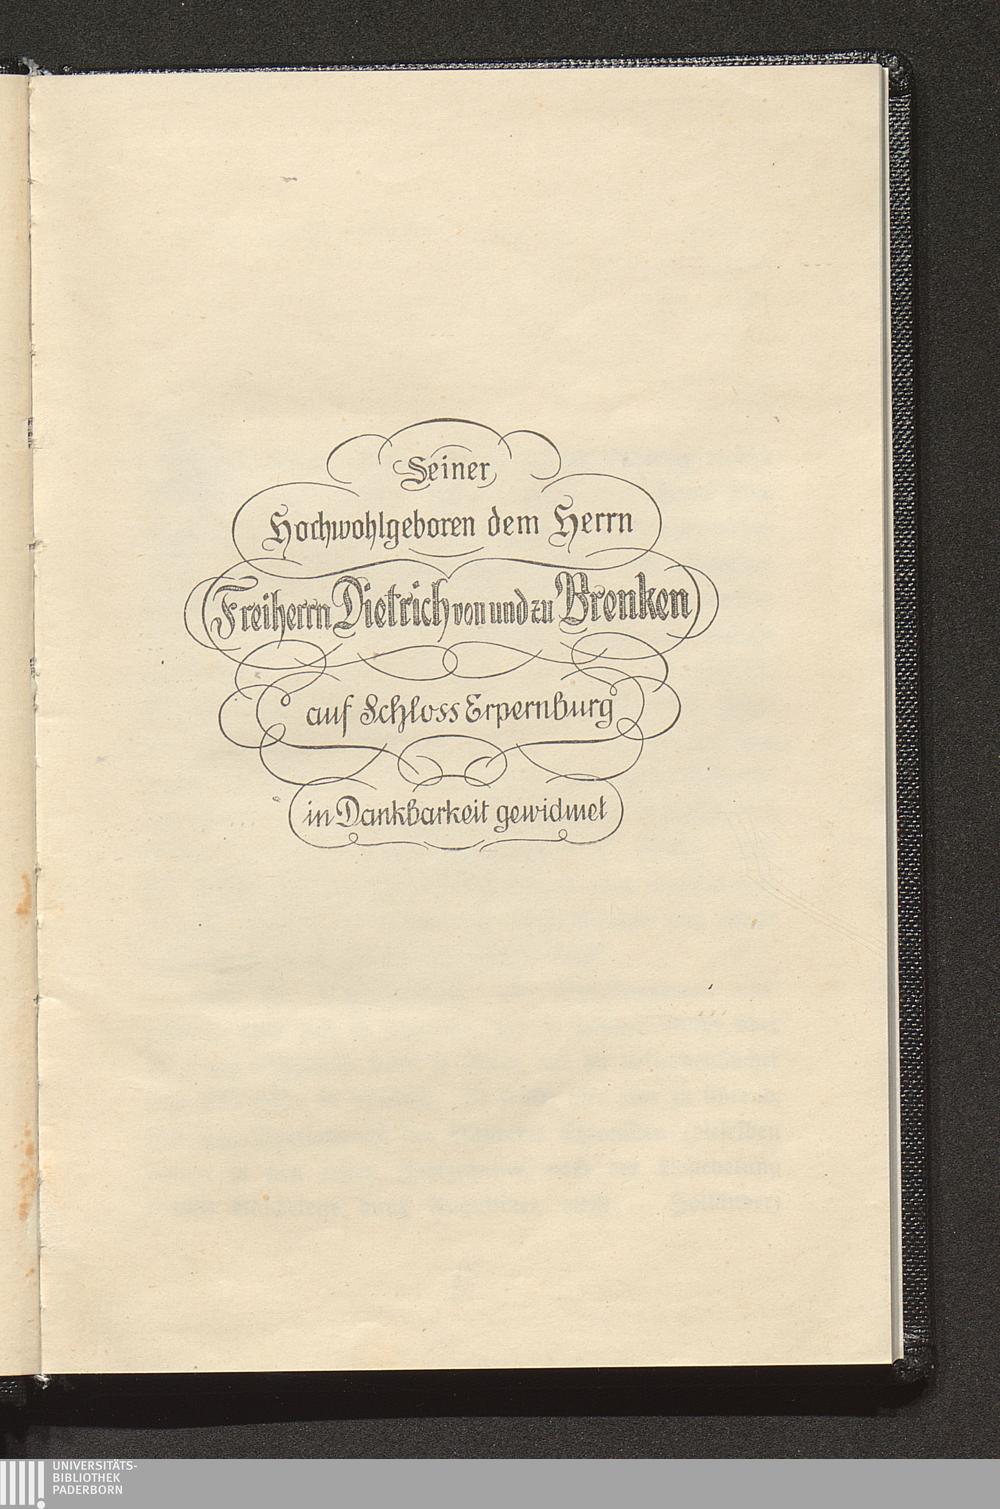 Seiner
Hochwohlgeboren dem Herrn
Freiherrn Dietrich von und zu Brenken
auf Schloss Erpernburg
in Dankbarkeit gewidmet
UNIVERSITÄTS-
BIBLIOTHEK
PADERBORN